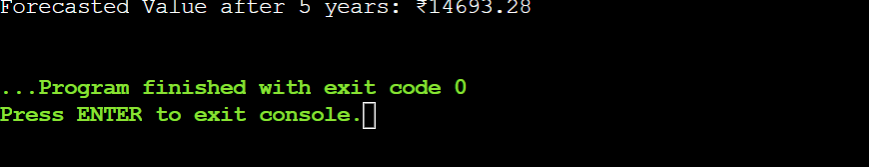 Forecasted Value after 5 years: ₹14693.28
...Program finished with exit code 0
Press ENTER to exit console.